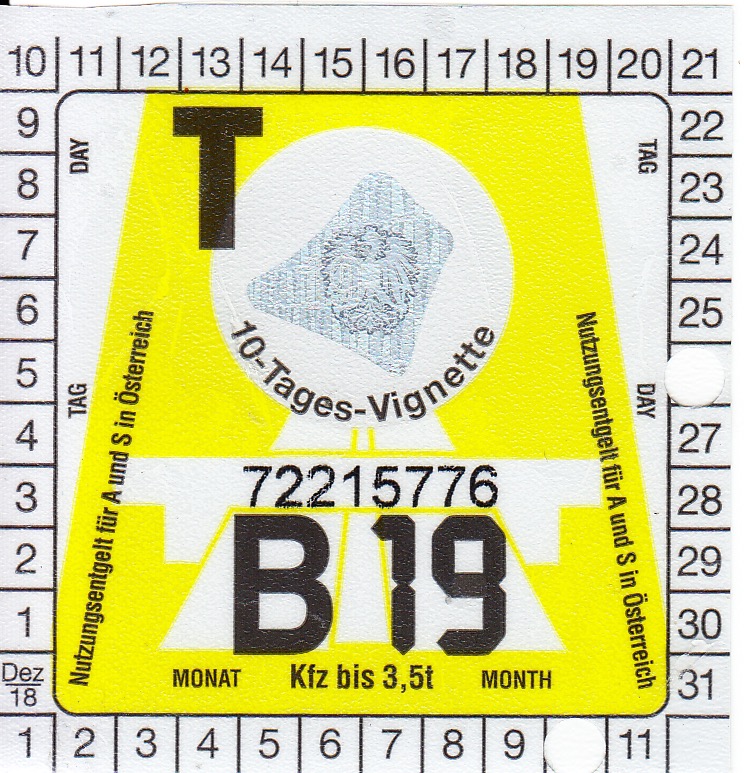 10 11 12 13 14 15 16 17 18 19 20 21
9 22
8 23
7 24
6 25
5
4 27
3 28
2 29
1 30
Dez 18 31
1 2 3 4 5 6 7 8 9 11
DAY
TAG
TAG
DAY
T
10-Tages-Vignette
Nutzungsentgelt für A und S in Österreich
Nutzungsentgelt für A und S in Österreich
72215776
B 19
MONAT Kfz bis 3,5t MONTH